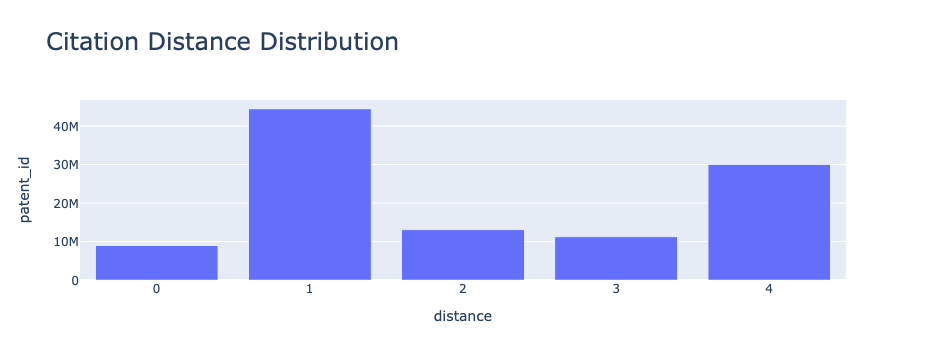 Citation Distance Distribution
40M
30M
20M
10M
0
patent_id
0 1 2 3 4
distance